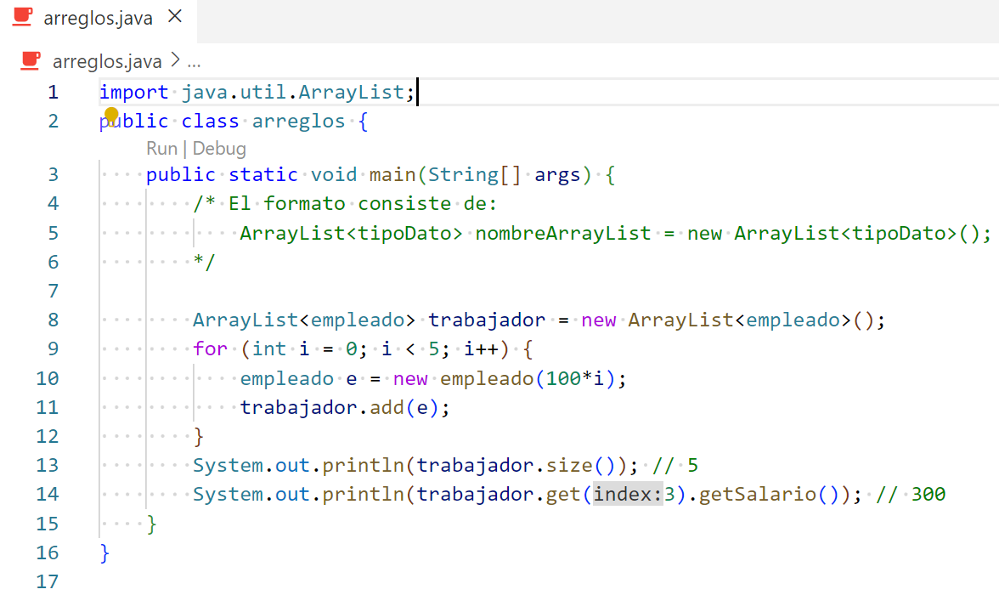 arreglos.java
arreglos.java > ...
1 import java.util.ArrayList;
2 public class arreglos {
Run | Debug
3 public static void main(String[] args) {
4 /* El formato consiste de:
5 ArrayList<tipoDato> nombreArrayList = new ArrayList<tipoDato>();
6 */
7
8 ArrayList<empleado> trabajador = new ArrayList<empleado>();
9 for (int i = 0; i < 5; i++) {
10 empleado e = new empleado(100*i);
11 trabajador.add(e);
12 }
13 System.out.println(trabajador.size()); // 5
14 System.out.println(trabajador.get(index:3).getSalario()); // 300
15 }
16 }
17